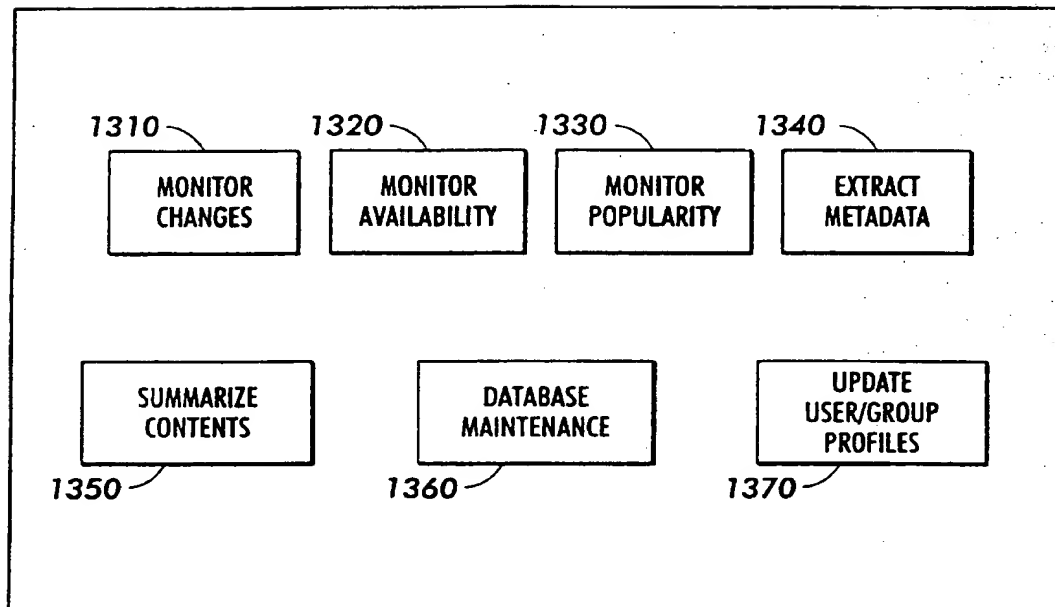 1310 1320 1330 1340
MONITOR CHANGES
MONITOR AVAILABILITY
MONITOR POPULARITY
EXTRACT METADATA
SUMMARIZE CONTENTS
DATABASE MAINTENANCE
UPDATE USER/GROUP PROFILES
1350 1360 1370